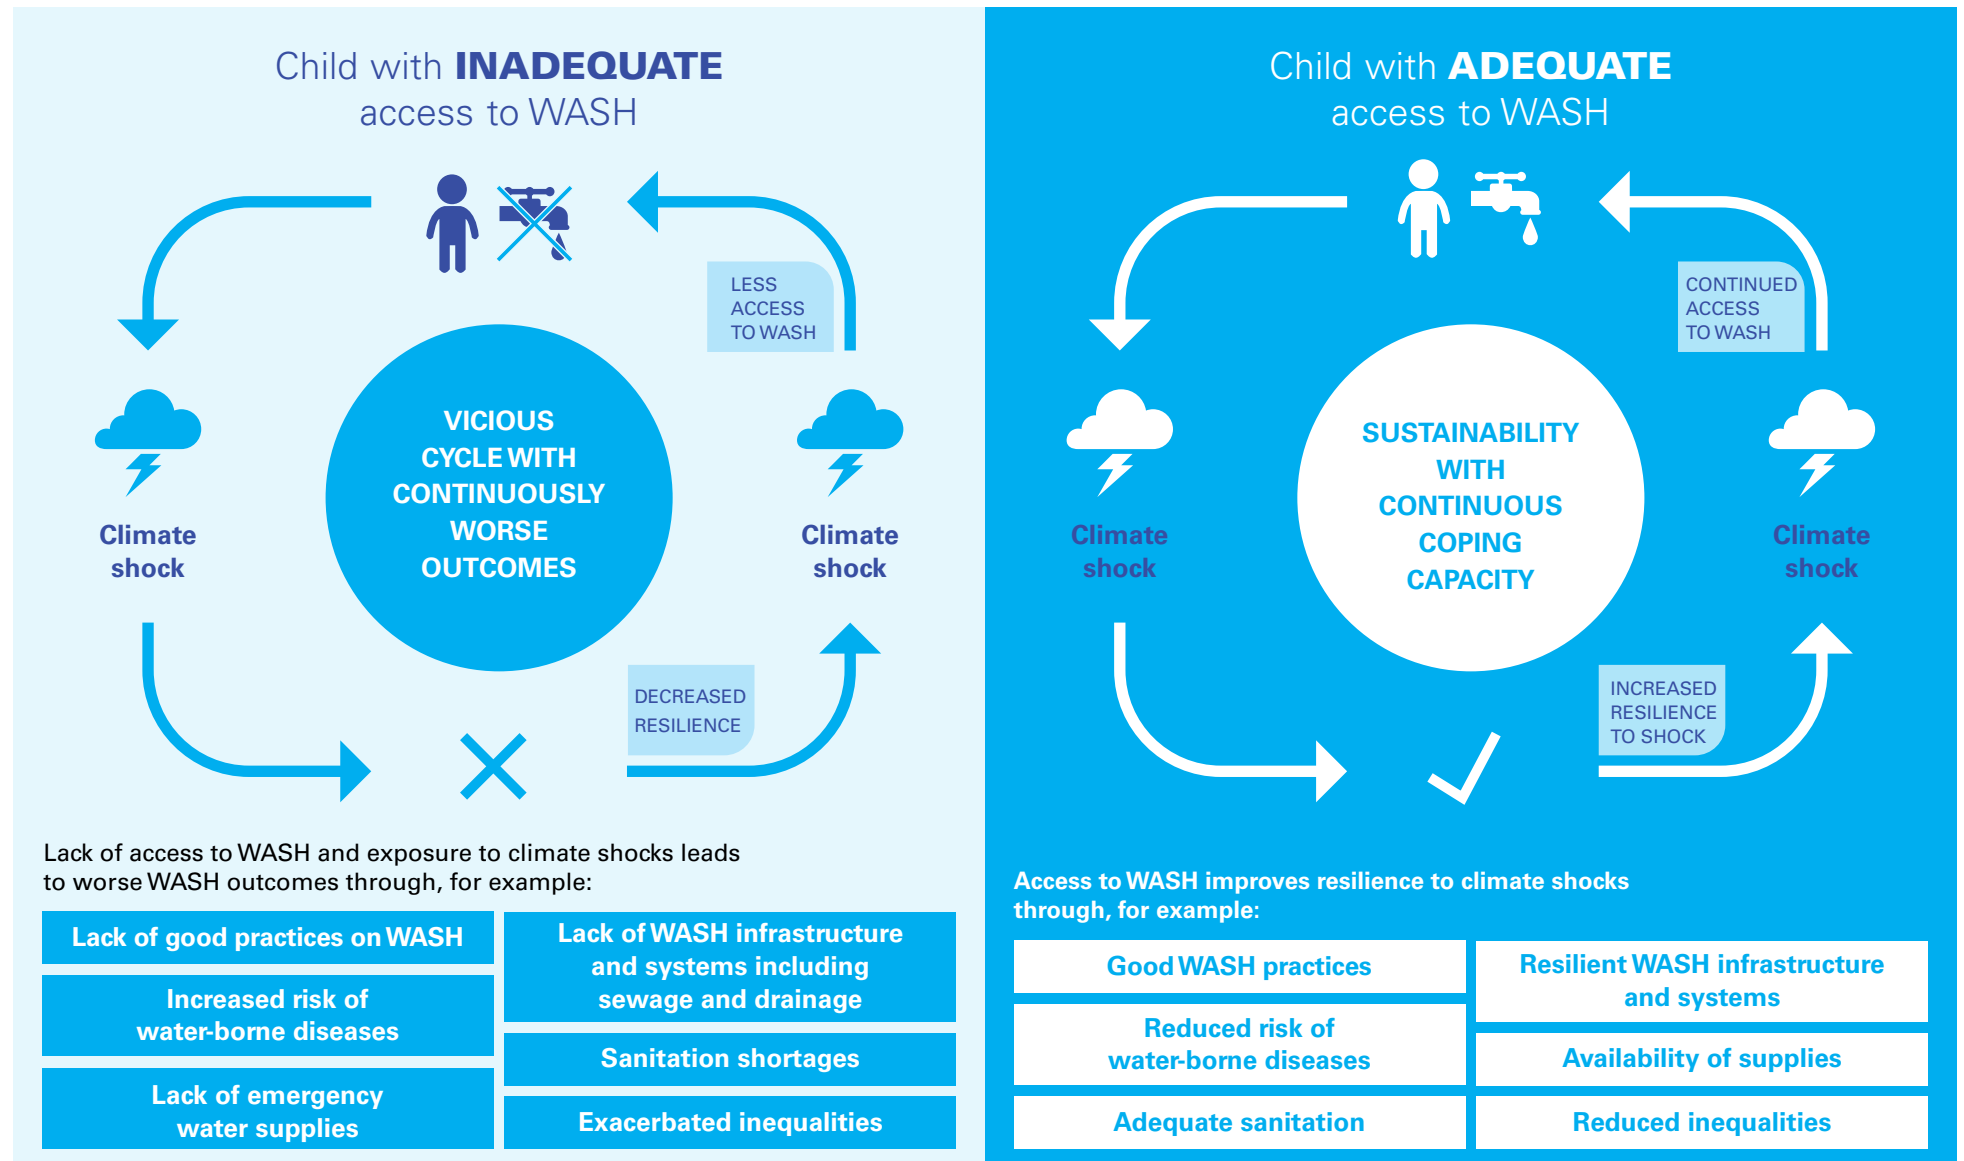 Child with INADEQUATE
access to WASH
LESS
ACCESS
TO WASH
VICIOUS
CYCLE WITH
CONTINUOUSLY
WORSE
OUTCOMES
Climate
shock
Climate
shock
DECREASED
RESILIENCE
Lack of access to WASH and exposure to climate shocks leads
to worse WASH outcomes through, for example:
Lack of good practices on WASH
Increased risk of
water-borne diseases
Lack of emergency
water supplies
Lack of WASH infrastructure
and systems including
sewage and drainage
Sanitation shortages
Exacerbated inequalities
Child with ADEQUATE
access to WASH
CONTINUED
ACCESS
TO WASH
SUSTAINABILITY
WITH
CONTINUOUS
COPING
CAPACITY
Climate
shock
Climate
shock
INCREASED
RESILIENCE
TO SHOCK
Access to WASH improves resilience to climate shocks
through, for example:
Good WASH practices
Reduced risk of
water-borne diseases
Adequate sanitation
Resilient WASH infrastructure
and systems
Availability of supplies
Reduced inequalities